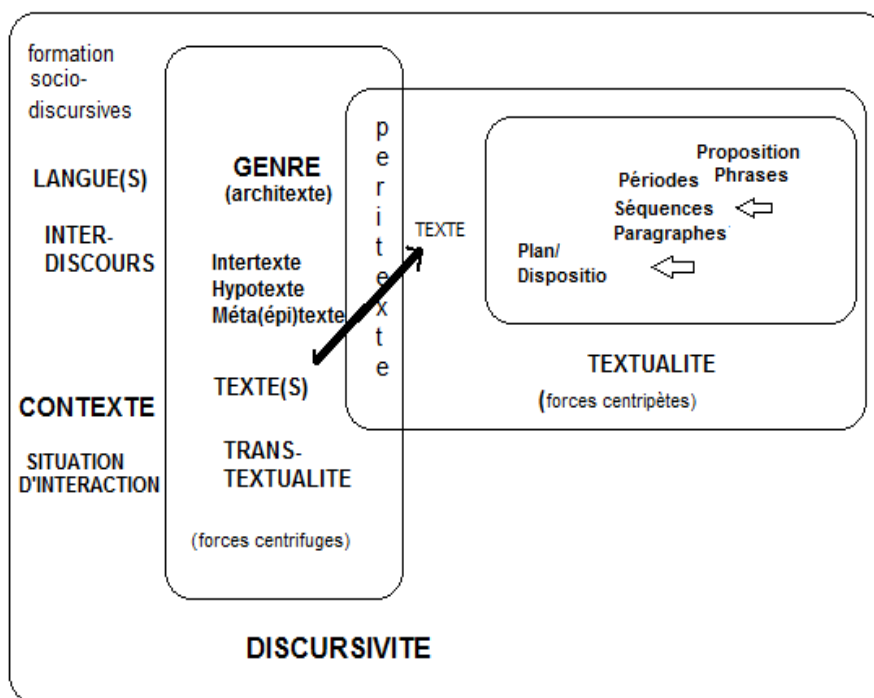 formation
socio-
discursives
LANGUE(S)
INTER-
DISCOURS
CONTEXTE
SITUATION
D'INTERACTION
GENRE
(architexte)
Intertexte
Hypotexte
Méta(épi)texte
TEXTE(S)
TRANS-
TEXTUALITE
(forces centrifuges)
peritexte
TEXTE
Proposition
Phrases
Périodes
Séquences
Paragraphes
Plan/
Dispositio
TEXTUALITE
(forces centripètes)
DISCURSIVITE